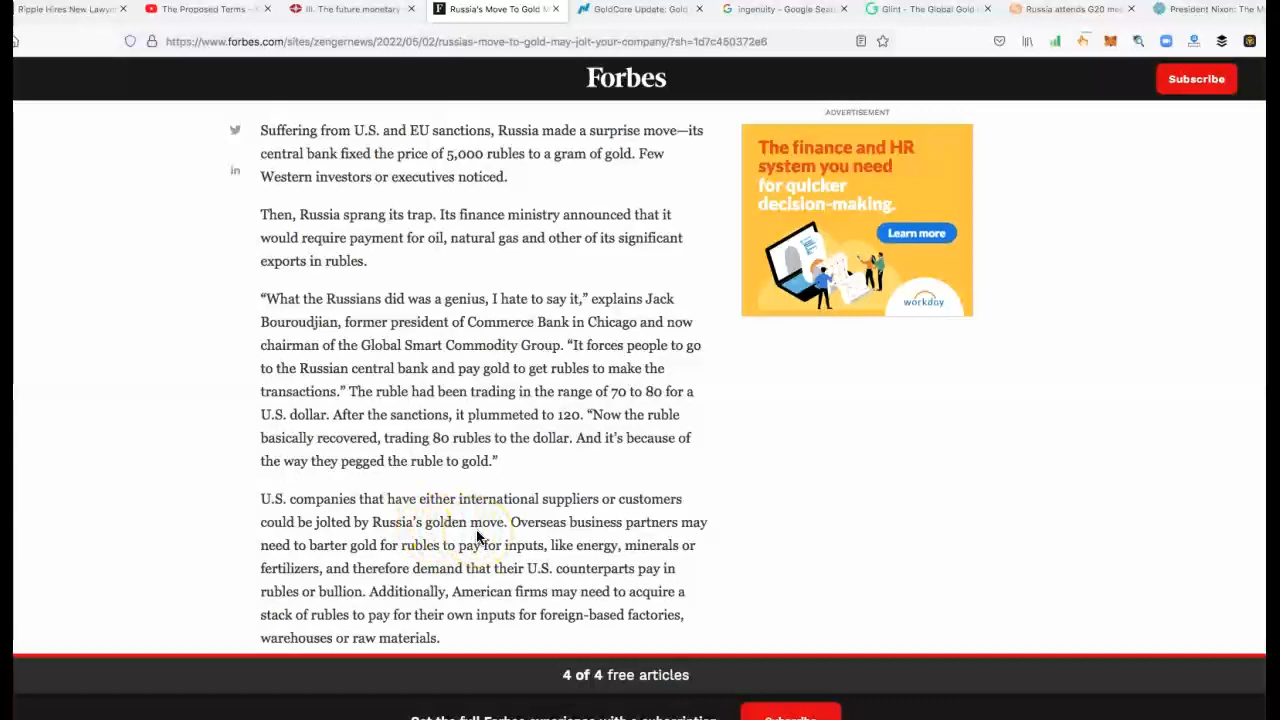 Ripple Hires New Lawye
The Proposed Terms –
III. The future monetary
Russia's Move To Gold M
GoldCore Update: Gold
ingenuity - Google Sear
Glint - The Global Gold
Russia attends G20 me
President Nixon: The M
https://www.forbes.com/sites/zengernews/2022/05/02/russias-move-to-gold-may-jolt-your-company/?sh=1d7c450372e6
Forbes
Subscribe
Suffering from U.S. and EU sanctions, Russia made a surprise move—its
central bank fixed the price of 5,000 rubles to a gram of gold. Few
Western investors or executives noticed.
Then, Russia sprang its trap. Its finance ministry announced that it
would require payment for oil, natural gas and other of its significant
exports in rubles.
“What the Russians did was a genius, I hate to say it,” explains Jack
Bouroudjian, former president of Commerce Bank in Chicago and now
chairman of the Global Smart Commodity Group. “It forces people to go
to the Russian central bank and pay gold to get rubles to make the
transactions.” The ruble had been trading in the range of 70 to 80 for a
U.S. dollar. After the sanctions, it plummeted to 120. “Now the ruble
basically recovered, trading 80 rubles to the dollar. And it’s because of
the way they pegged the ruble to gold.”
U.S. companies that have either international suppliers or customers
could be jolted by Russia’s golden move. Overseas business partners may
need to barter gold for rubles to pay for inputs, like energy, minerals or
fertilizers, and therefore demand that their U.S. counterparts pay in
rubles or bullion. Additionally, American firms may need to acquire a
stack of rubles to pay for their own inputs for foreign-based factories,
warehouses or raw materials.
ADVERTISEMENT
The finance and HR
system you need
for quicker
decision-making.
Learn more
workday
4 of 4 free articles
Get the full Forbes experience with a subscription
Subscribe